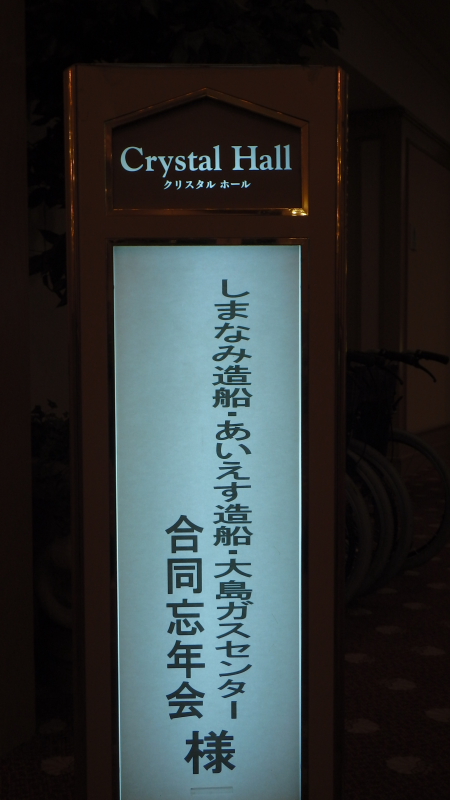 Crystal Hall
クリスタル ホール
しまなみ造船・あいえす造船・大島ガスセンター
合同忘年会
様